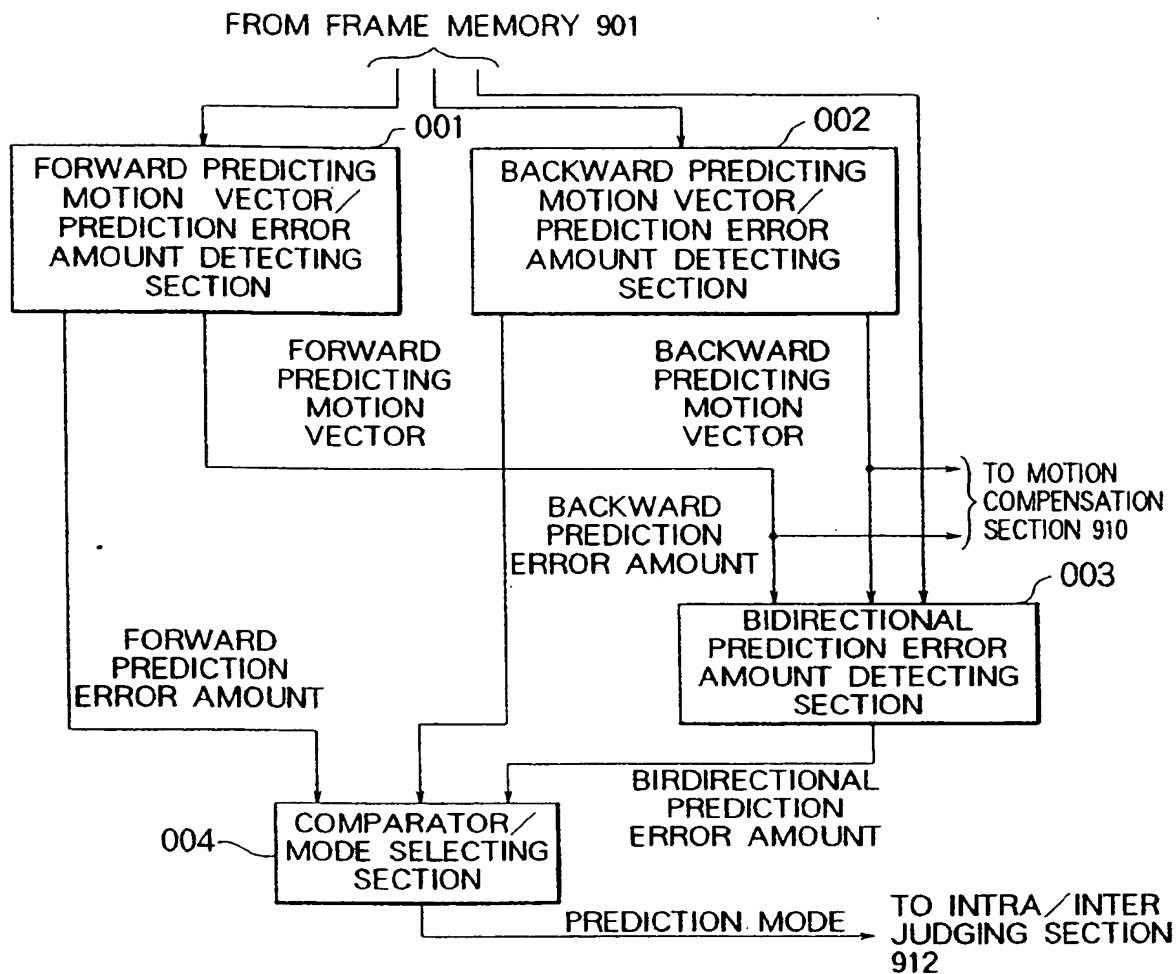 FROM FRAME MEMORY 901
001
002
FORWARD PREDICTING
MOTION VECTOR/
PREDICTION ERROR
AMOUNT DETECTING
SECTION
BACKWARD PREDICTING
MOTION VECTOR/
PREDICTION ERROR
AMOUNT DETECTING
SECTION
FORWARD
PREDICTING
MOTION
VECTOR
BACKWARD
PREDICTING
MOTION
VECTOR
TO MOTION
COMPENSATION
SECTION 910
BACKWARD
PREDICTION
ERROR AMOUNT
003
BIDIRECTIONAL
PREDICTION ERROR
AMOUNT DETECTING
SECTION
FORWARD
PREDICTION
ERROR AMOUNT
BIRDIRECTIONAL
PREDICTION
ERROR AMOUNT
004
COMPARATOR/
MODE SELECTING
SECTION
PREDICTION MODE
TO INTRA/INTER
JUDGING SECTION
912